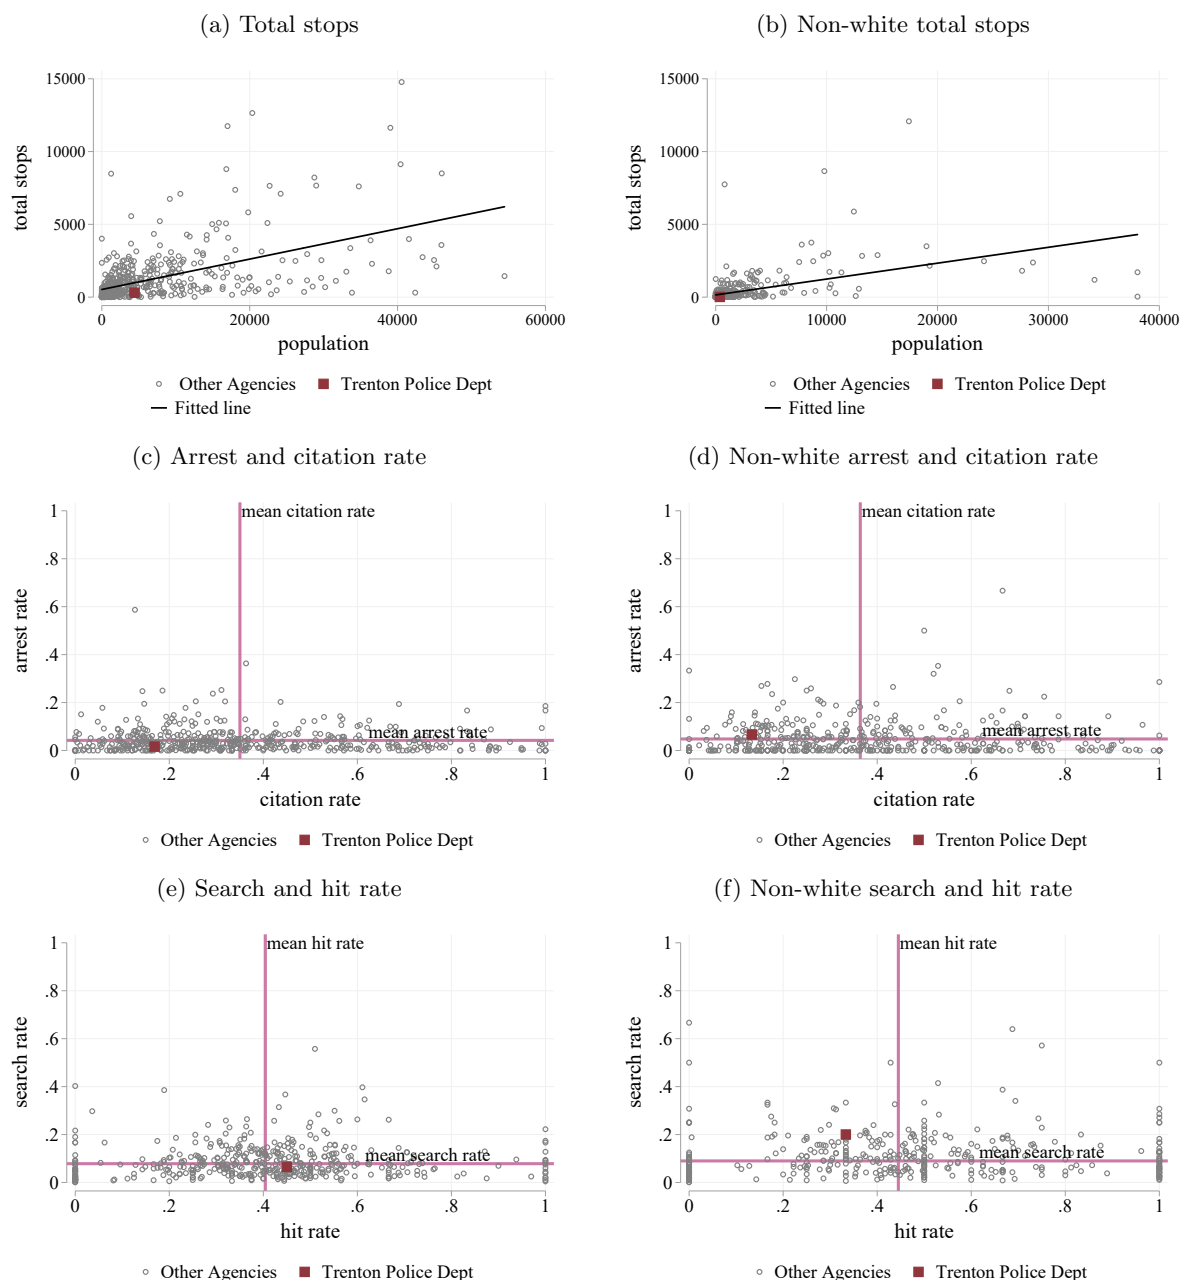 (a) Total stops
(b) Non-white total stops
total stops
15000
10000
5000
0
0 20000 40000 60000
population
Other Agencies Trenton Police Dept
Fitted line
total stops
15000
10000
5000
0
0 10000 20000 30000 40000
population
Other Agencies Trenton Police Dept
Fitted line
(c) Arrest and citation rate
(d) Non-white arrest and citation rate
arrest rate
1
.8
.6
.4
.2
0
mean citation rate
mean arrest rate
0 .2 .4 .6 .8 1
citation rate
Other Agencies Trenton Police Dept
arrest rate
1
.8
.6
.4
.2
0
mean citation rate
mean arrest rate
0 .2 .4 .6 .8 1
citation rate
Other Agencies Trenton Police Dept
(e) Search and hit rate
(f) Non-white search and hit rate
search rate
1
.8
.6
.4
.2
0
mean hit rate
mean search rate
0 .2 .4 .6 .8 1
hit rate
Other Agencies Trenton Police Dept
search rate
1
.8
.6
.4
.2
0
mean hit rate
mean search rate
0 .2 .4 .6 .8 1
hit rate
Other Agencies Trenton Police Dept